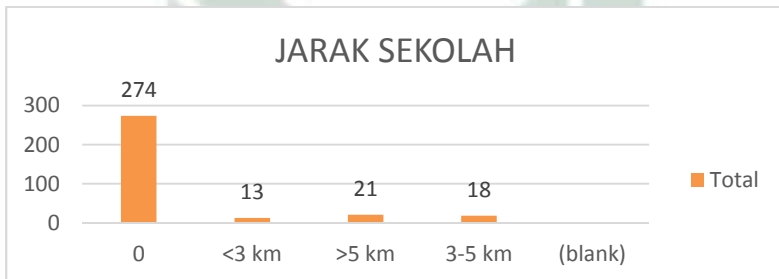 JARAK SEKOLAH
274
300
200
13
21
18
100
Total
0
0
<3 km
>5 km
3-5 km
(blank)